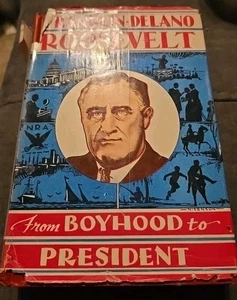 FRANKLIN-DELANO
ROOSEVELT
NRA
From BOYHOOD to
PRESIDENT